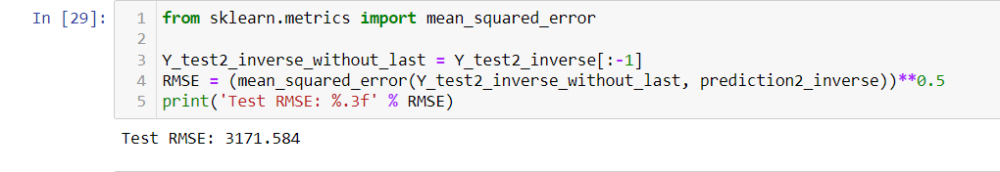 In [29]:
1 from sklearn.metrics import mean_squared_error
2
3 Y_test2_inverse_without_last = Y_test2_inverse[:-1]
4 RMSE = (mean_squared_error(Y_test2_inverse_without_last, prediction2_inverse))**0.5
5 print('Test RMSE: %.3f' % RMSE)
Test RMSE: 3171.584